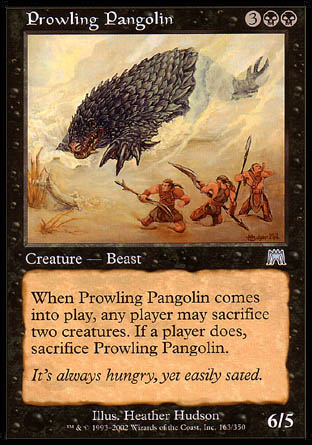 Prowling Pangolin 3
Creature — Beast
When Prowling Pangolin comes
into play, any player may sacrifice
two creatures. If a player does,
sacrifice Prowling Pangolin.
It's always hungry, yet easily sated.
Illus. Heather Hudson
™ & © 1993-2002 Wizards of the Coast, Inc. 163/350
6/5